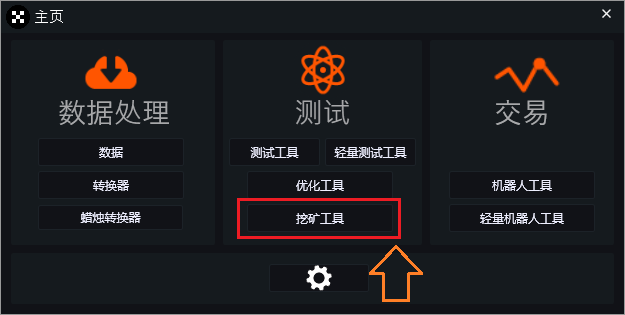 主页
数据处理
数据
转换器
蜡烛转换器
测试
测试工具 轻量测试工具
优化工具
挖矿工具
交易
机器人工具
轻量机器人工具